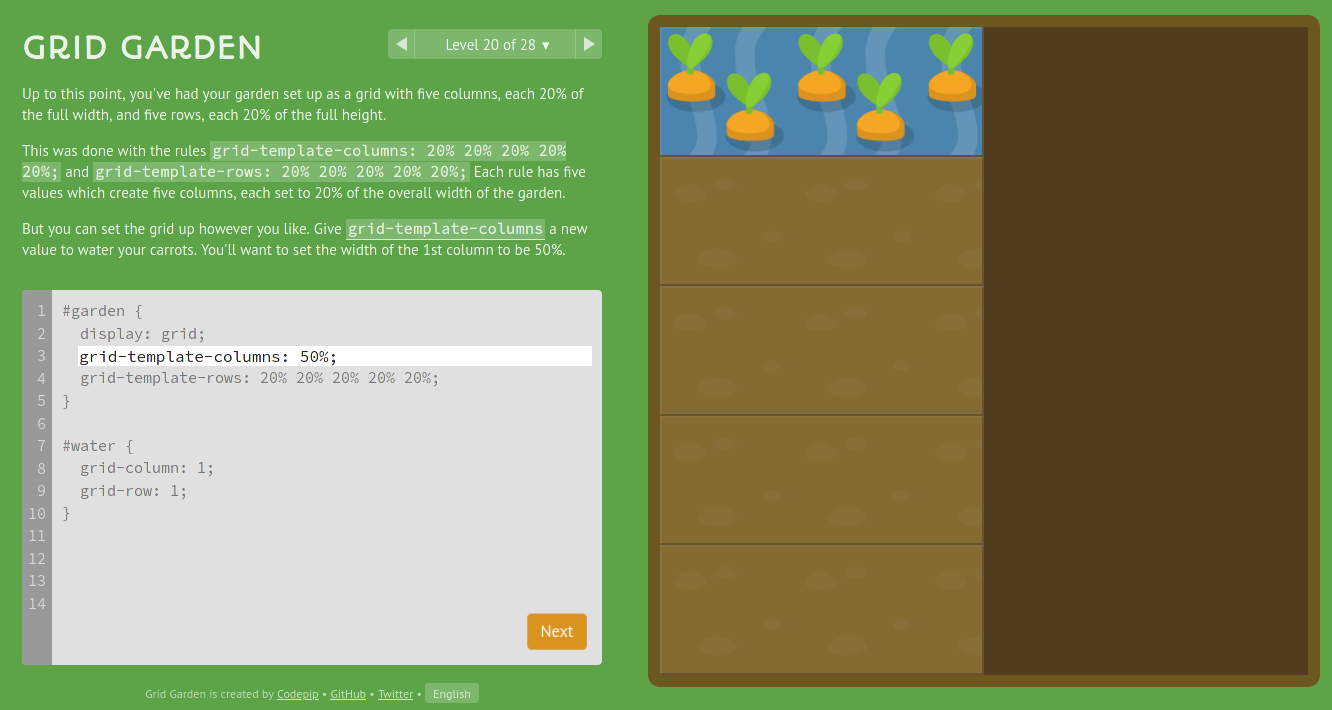 GRID GARDEN
Level 20 of 28 ▾
Up to this point, you've had your garden set up as a grid with five columns, each 20% of
the full width, and five rows, each 20% of the full height.
This was done with the rules grid-template-columns: 20% 20% 20% 20%
20%; and grid-template-rows: 20% 20% 20% 20% 20%; Each rule has five
values which create five columns, each set to 20% of the overall width of the garden.
But you can set the grid up however you like. Give grid-template-columns a new
value to water your carrots. You'll want to set the width of the 1st column to be 50%.
1 #garden {
2 display: grid;
3 grid-template-columns: 50%;
4 grid-template-rows: 20% 20% 20% 20% 20%;
5 }
6
7 #water {
8 grid-column: 1;
9 grid-row: 1;
10 }
11
12
13
14
Next
Grid Garden is created by Codepip • GitHub • Twitter • English